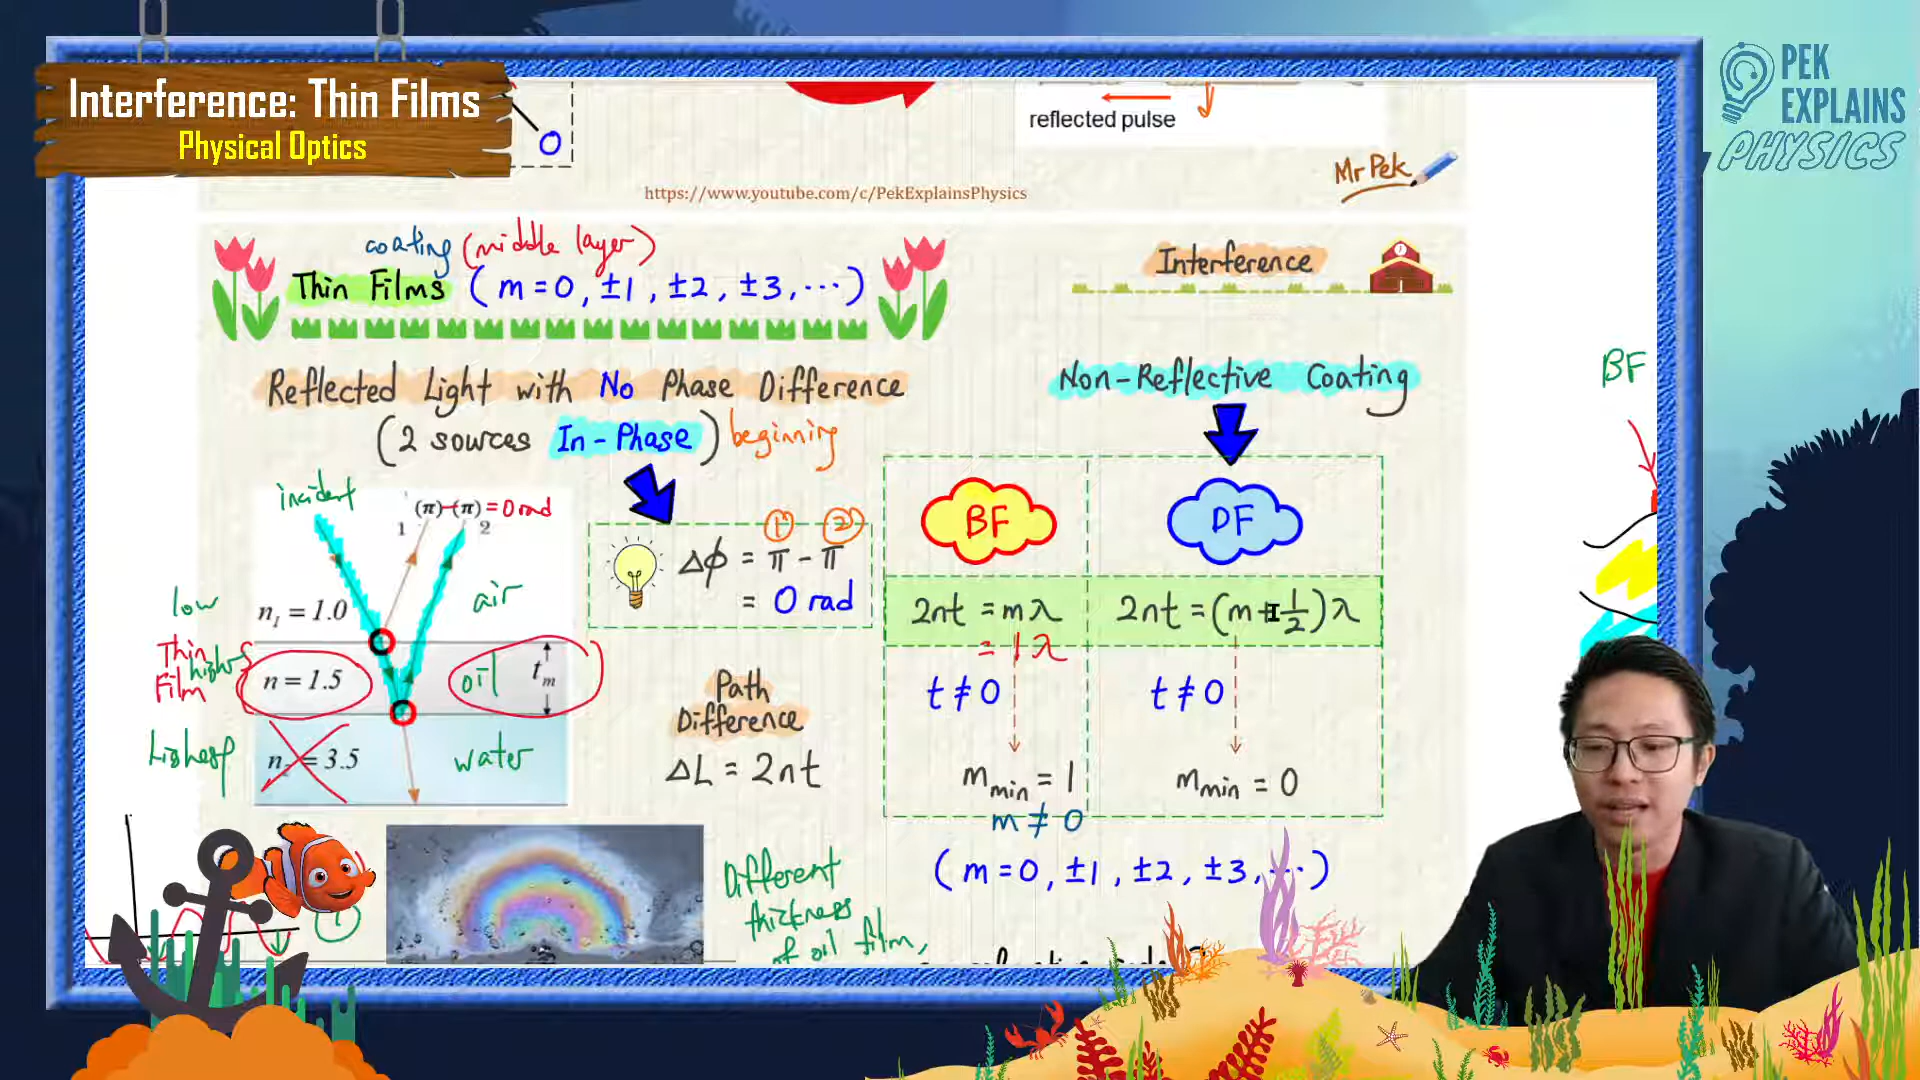 Interference: Thin Films
Physical Optics
PEK
EXPLAINS
PHYSICS
O
reflected pulse
Mr Pek
https://www.youtube.com/c/PekExplainsPhysics
coating (middle layer)
Thin Films (m = 0, ±1, ±2, ±3, ...)
Interference
Reflected Light with No Phase Difference
(2 sources In-Phase) beginning
incident
(π)-(π) = 0 rad
1 2
low
n₁ = 1.0
air
Thin
Film
higher
n = 1.5
oil
tₘ
Highest
= 3.5
water
① ②
Δϕ = π - π
= 0 rad
Path
Difference
ΔL = 2nt
Non-Reflective Coating
BF
DF
2nt = mλ
= 1λ
2nt = (m+½)λ
t ≠ 0
t ≠ 0
m min = 1
m min = 0
m ≠ 0
(m = 0, ±1, ±2, ±3, ...)
BF
Different
thickness
of oil film,